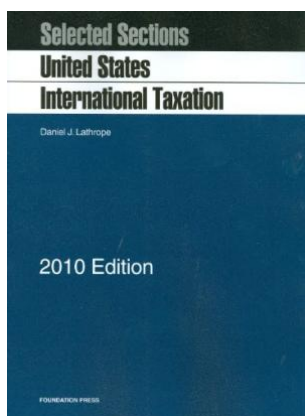 Selected Sections
United States
International Taxation
Daniel J. Lathrope
2010 Edition
FOUNDATION PRESS